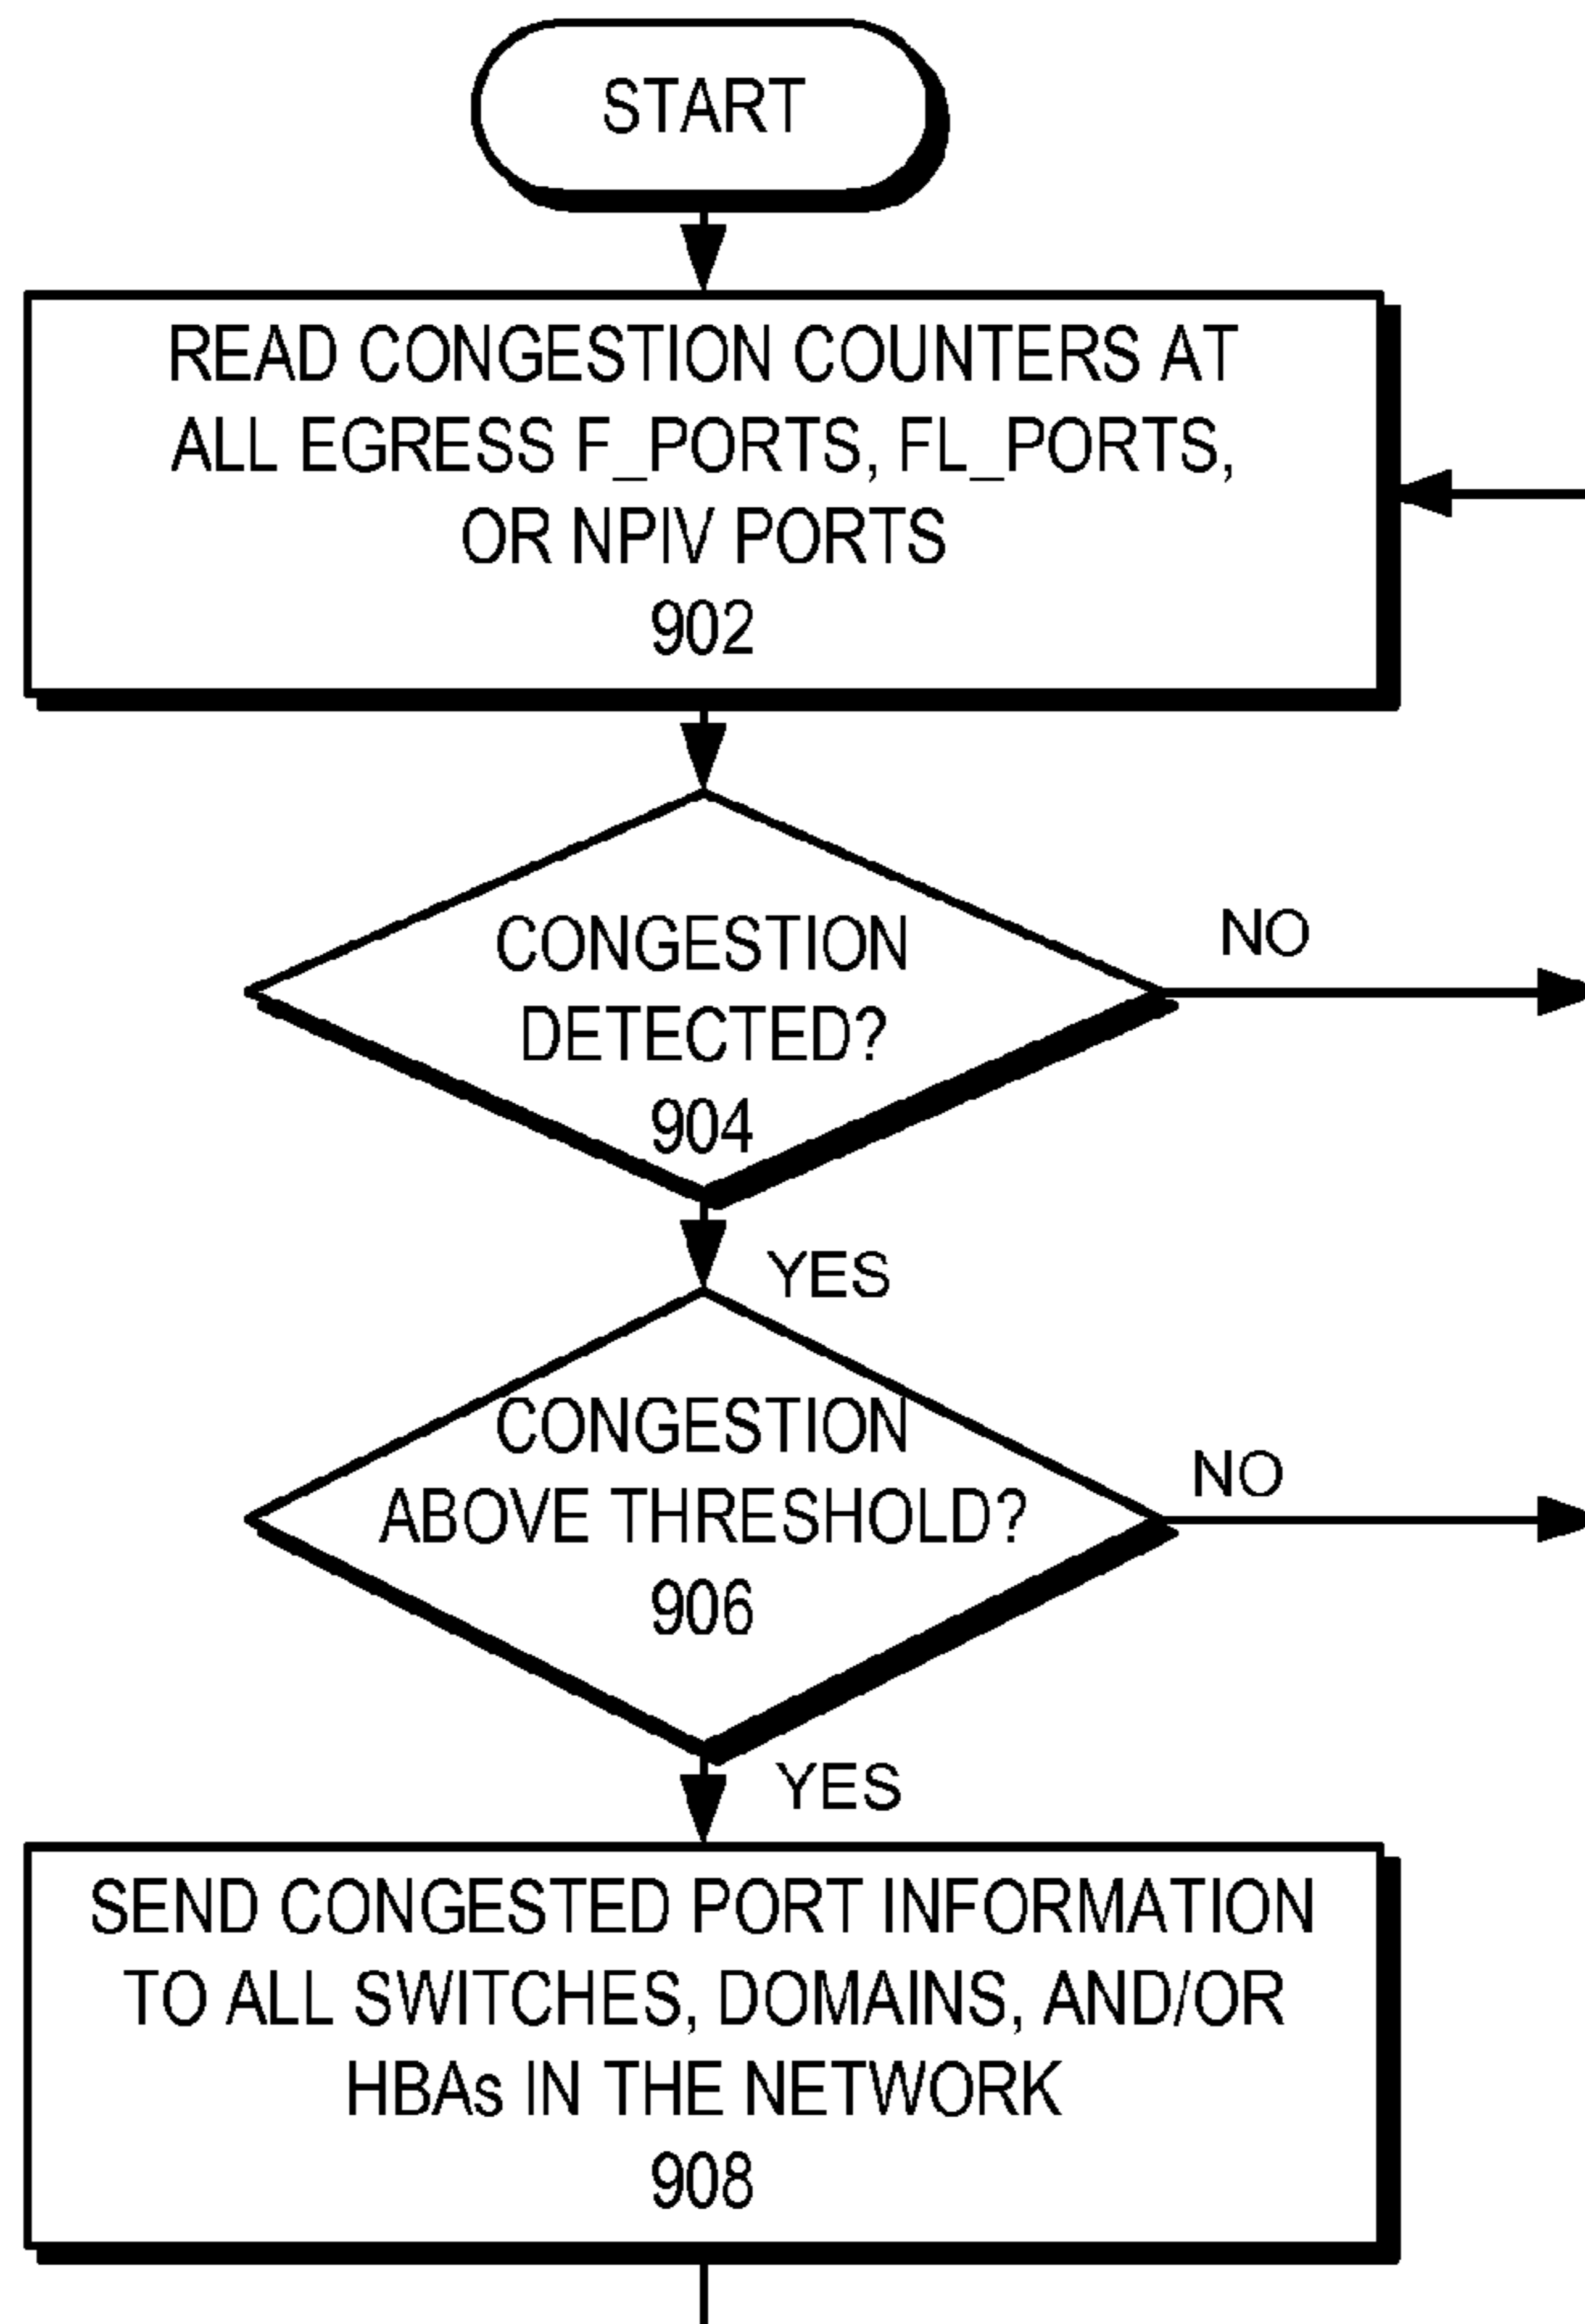 START
READ CONGESTION COUNTERS AT
ALL EGRESS F_PORTS, FL_PORTS,
OR NPIV PORTS
902
NO
CONGESTION
DETECTED?
904
YES
CONGESTION
ABOVE THRESHOLD?
906
NO
YES
SEND CONGESTED PORT INFORMATION
TO ALL SWITCHES, DOMAINS, AND/OR
HBAs IN THE NETWORK
908